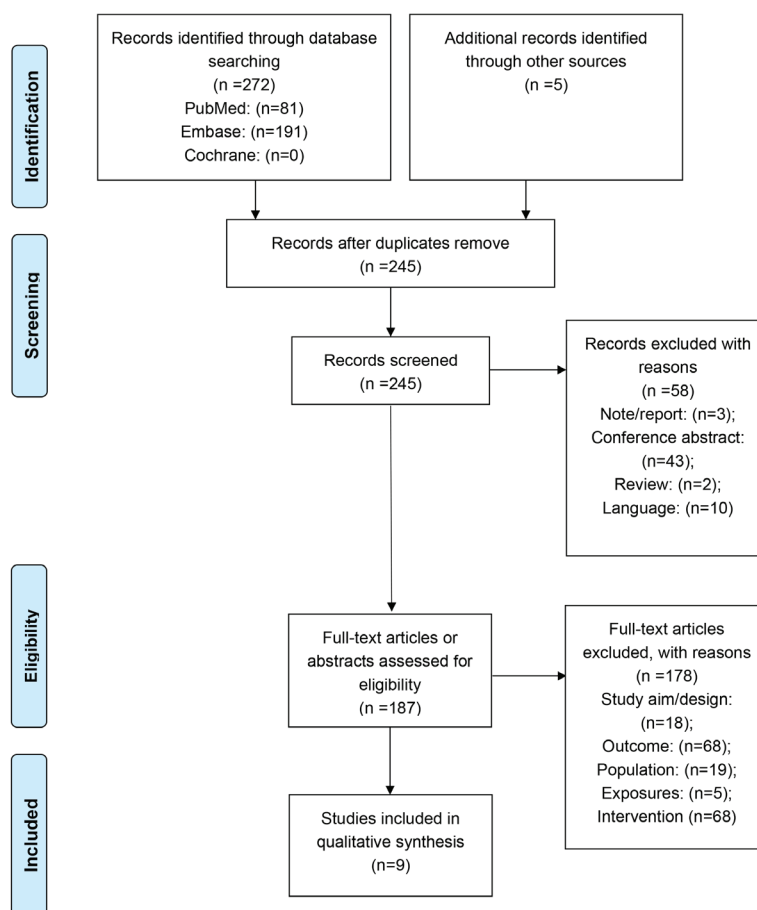 Identification
Records identified through database
searching
(n =272)
PubMed: (n=81)
Embase: (n=191)
Cochrane: (n=0)
Additional records identified
through other sources
(n =5)
Screening
Records after duplicates remove
(n =245)
Records screened
(n =245)
Records excluded with
reasons
(n =58)
Note/report: (n=3);
Conference abstract:
(n=43);
Review: (n=2);
Language: (n=10)
Eligibility
Full-text articles or
abstracts assessed for
eligibility
(n =187)
Full-text articles
excluded, with reasons
(n =178)
Study aim/design:
(n=18);
Outcome: (n=68);
Population: (n=19);
Exposures: (n=5);
Intervention (n=68)
Included
Studies included in
qualitative synthesis
(n=9)